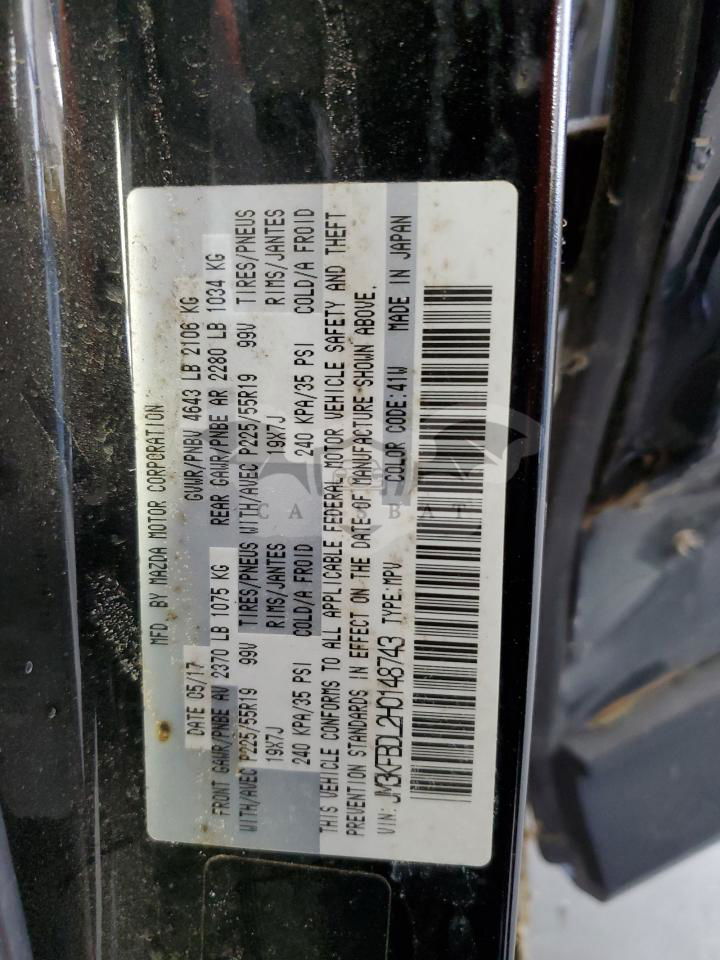 MFD. BY MAZDA MOTOR CORPORATION
DATE 05/17 GVWR/PNBV 4643 LB 2106 KG
FRONT GAWR/PNBE AV 2370 LB 1075 KG REAR GAWR/PNBE AR 2280 LB 1034 KG
WITH/AVEC P225/55R19 99V TIRES/PNEUS WITH/AVEC P225/55R19 99V TIRES/PNEUS
19X7J RIMS/JANTES 19X7J RIMS/JANTES
240 KPA/35 PSI COLD/A FROID 240 KPA/35 PSI COLD/A FROID
THIS VEHICLE CONFORMS TO ALL APPLICABLE FEDERAL MOTOR VEHICLE SAFETY AND THEFT
PREVENTION STANDARDS IN EFFECT ON THE DATE OF MANUFACTURE SHOWN ABOVE.
VIN: JM3KFBDL2H0148743 TYPE:MPV COLOR CODE:41W MADE IN JAPAN